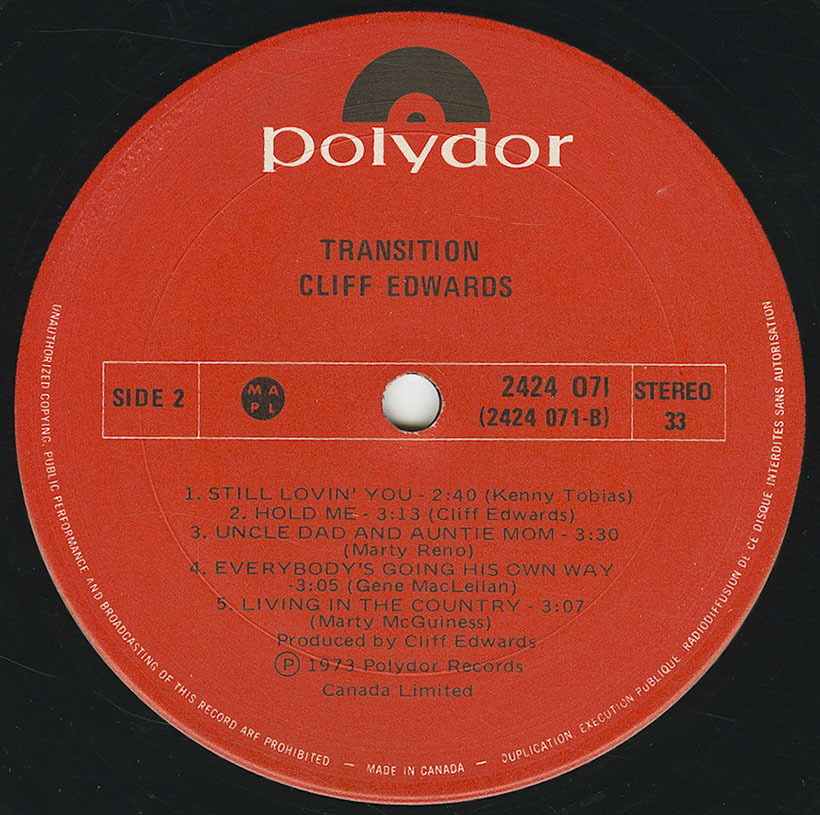 polydor
TRANSITION
CLIFF EDWARDS
SIDE 2
MA
PL
2424 071
(2424 071-B)
STEREO
33
1. STILL LOVIN' YOU - 2:40 (Kenny Tobias)
2. HOLD ME - 3:13 (Cliff Edwards)
3. UNCLE DAD AND AUNTIE MOM - 3:30
(Marty Reno)
4. EVERYBODY'S GOING HIS OWN WAY
-3:05 (Gene MacLellan)
5. LIVING IN THE COUNTRY - 3:07
(Marty McGuiness)
Produced by Cliff Edwards
Ⓟ 1973 Polydor Records
Canada Limited
UNAUTHORIZED COPYING, PUBLIC PERFORMANCE AND BROADCASTING OF THIS RECORD ARE PROHIBITED — MADE IN CANADA — DUPLICATION, EXECUTION PUBLIQUE, RADIODIFFUSION DE CE DISQUE INTERDITES SANS AUTORISATION